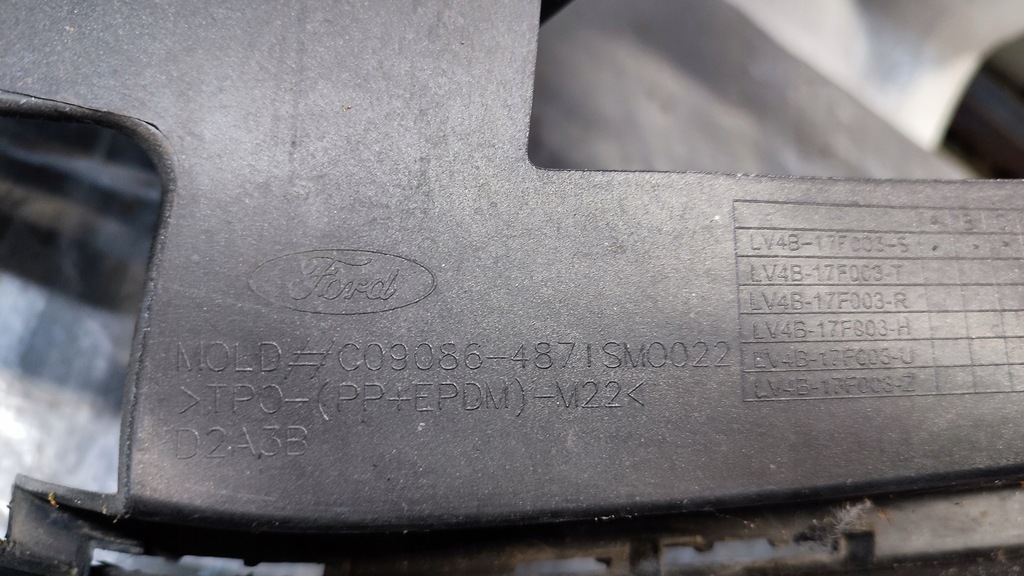 Ford
MOLD# C09086-4871SM0022
>TPO-(PP+EPDM)-M22<
D2A3B
A B
LV4B-17F003-S
LV4B-17F003-T
LV4B-17F003-R
LV4B-17F003-H
LV4B-17F003-U
LV4B-17F003-Z